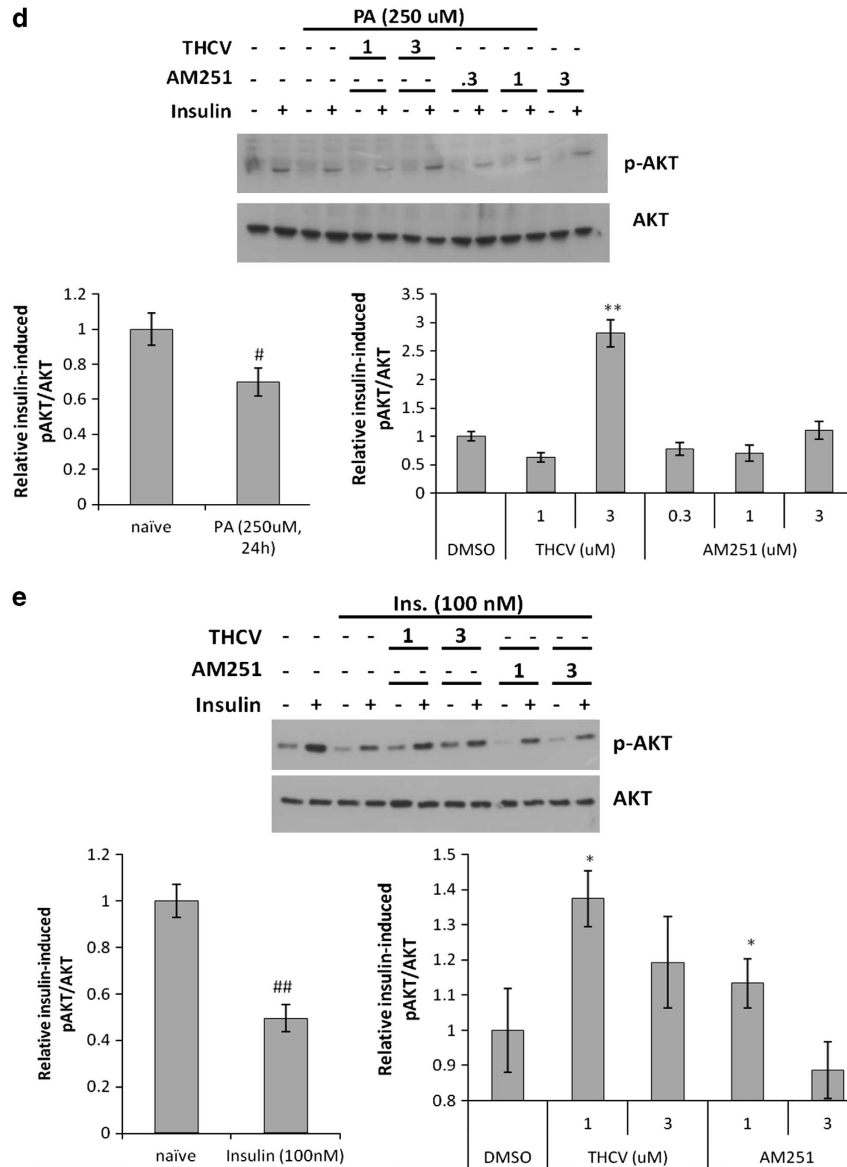 d
PA (250 uM)
THCV - - - - 1 3 - - - - - -
AM251 - - - - - - - - .3 1 3
Insulin - + - + - + - + - + - + - +
p-AKT
AKT
Relative insulin-induced
pAKT/AKT
1.2
1
0.8
0.6
0.4
0.2
0
#
naïve
PA (250uM,
24h)
Relative insulin-induced
pAKT/AKT
3.5
3
2.5
2
1.5
1
0.5
0
**
1 3 0.3 1 3
DMSO THCV (uM) AM251 (uM)
e
Ins. (100 nM)
THCV - - - - 1 3 - - - -
AM251 - - - - - - - - 1 3
Insulin - + - + - + - + - + - +
p-AKT
AKT
Relative insulin-induced
pAKT/AKT
1.2
1
0.8
0.6
0.4
0.2
0
##
naïve Insulin (100nM)
Relative insulin-induced
pAKT/AKT
1.5
1.4
1.3
1.2
1.1
1
0.9
0.8
*
*
1 3 1 3
DMSO THCV (uM) AM251